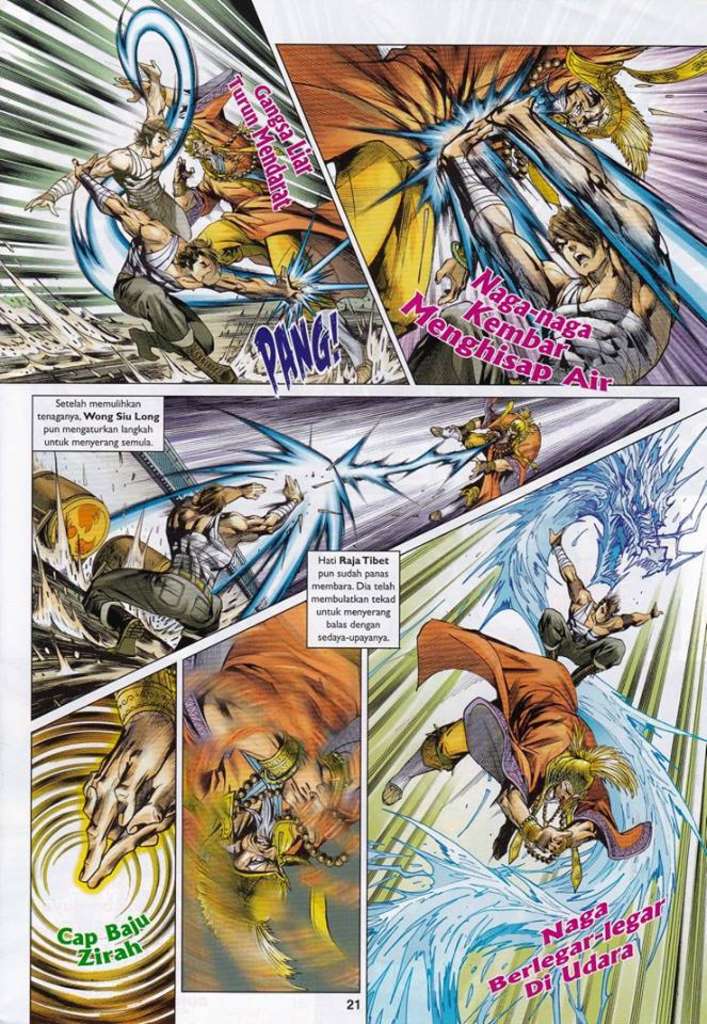 Gangsa Liar
Turun Mendarat
PANG!
Naga-naga
Kembar
Menghisap Air
Setelah memulihkan
tenaganya, Wong Siu Long
pun mengaturkan langkah
untuk menyerang semula.
Hati Raja Tibet
pun sudah panas
membara. Dia telah
membulatkan tekad
untuk menyerang
balas dengan
sedaya-upayanya.
Cap Baju
Zirah
Naga
Berlegar-legar
Di Udara
21